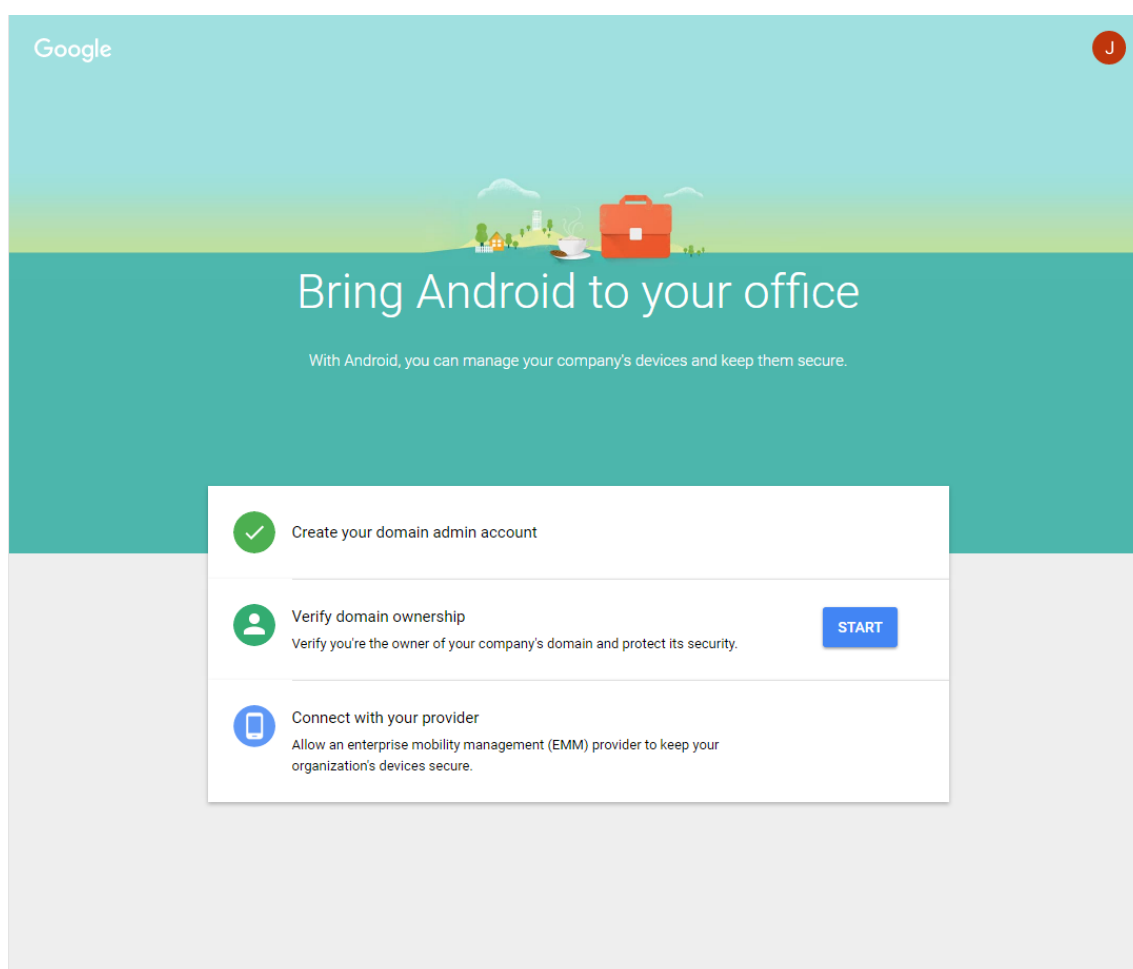 Google
J
Bring Android to your office
With Android, you can manage your company's devices and keep them secure.
Create your domain admin account
Verify domain ownership
Verify you're the owner of your company's domain and protect its security.
START
Connect with your provider
Allow an enterprise mobility management (EMM) provider to keep your
organization's devices secure.